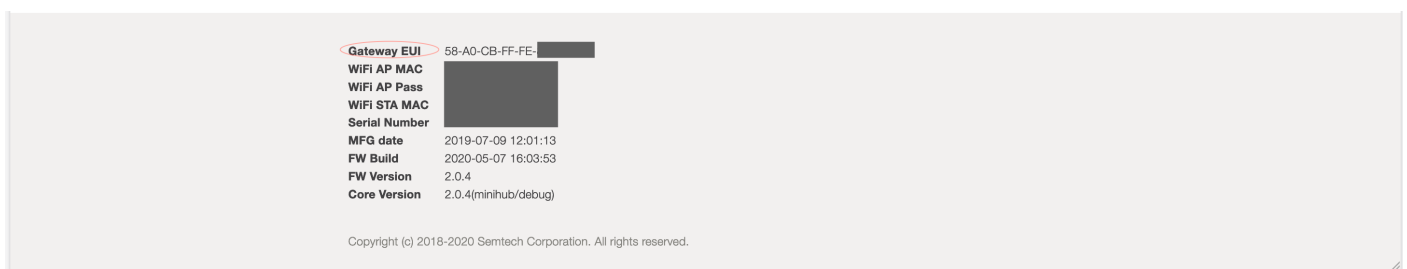 Gateway EUI 58-A0-CB-FF-FE-
WiFi AP MAC
WiFi AP Pass
WiFi STA MAC
Serial Number
MFG date 2019-07-09 12:01:13
FW Build 2020-05-07 16:03:53
FW Version 2.0.4
Core Version 2.0.4(minihub/debug)
Copyright (c) 2018-2020 Semtech Corporation. All rights reserved.